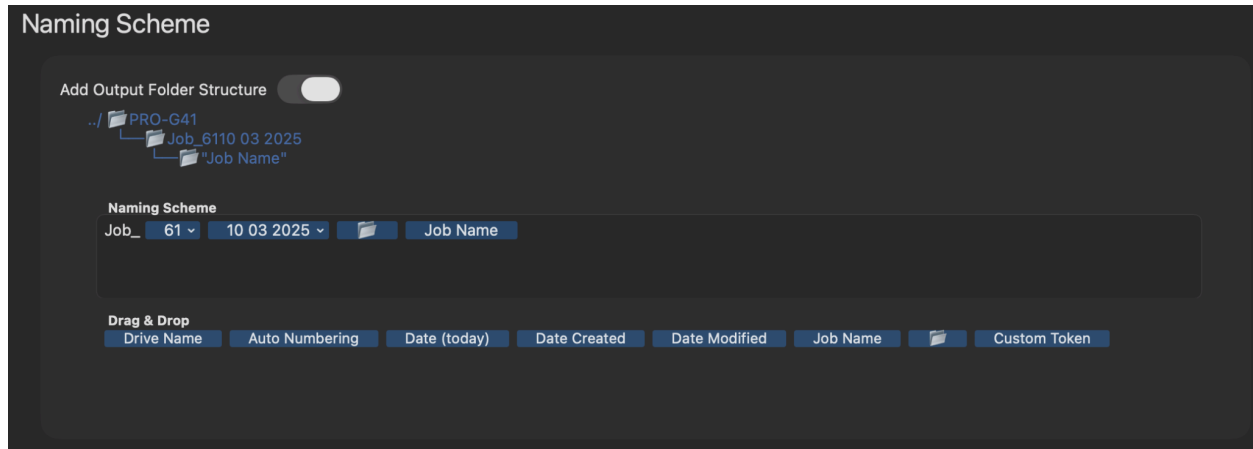 Naming Scheme
Add Output Folder Structure
../ PRO-G41
Job_6110 03 2025
"Job Name"
Naming Scheme
Job_ 61 10 03 2025 Job Name
Drag & Drop
Drive Name Auto Numbering Date (today) Date Created Date Modified Job Name Custom Token